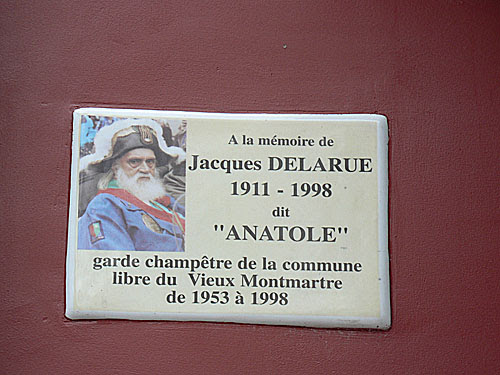 A la mémoire de
Jacques DELARUE
1911 - 1998
dit
"ANATOLE"
garde champêtre de la commune
libre du Vieux Montmartre
de 1953 à 1998